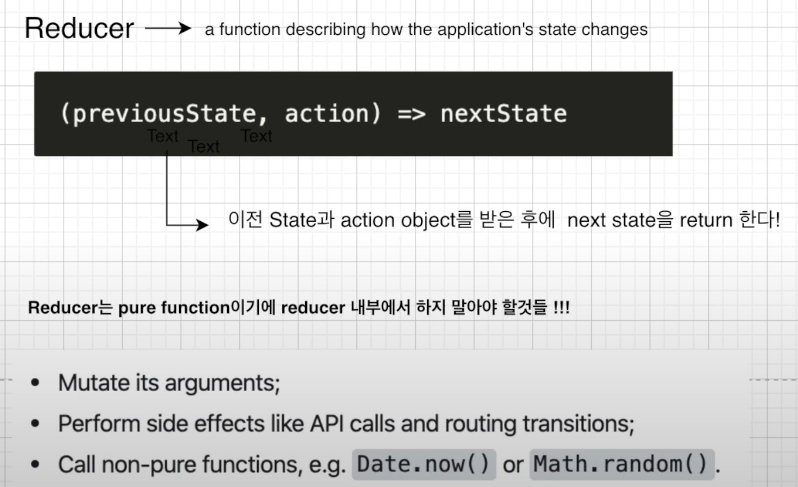 Reducer → a function describing how the application's state changes
(previousState, action) => nextState
Text Text Text
이전 State과 action object를 받은 후에 next state을 return 한다!
Reducer는 pure function이기에 reducer 내부에서 하지 말아야 할것들 !!!
• Mutate its arguments;
• Perform side effects like API calls and routing transitions;
• Call non-pure functions, e.g. Date.now() or Math.random().